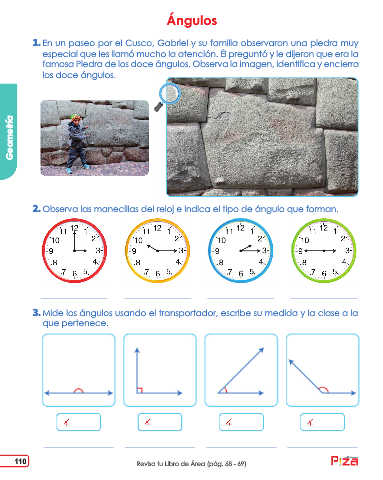 Ángulos
1. En un paseo por el Cusco, Gabriel y su familia observaron una piedra muy
especial que les llamó mucho la atención. Él preguntó y le dijeron que era la
famosa Piedra de los doce ángulos. Observa la imagen, identifica y encierra
los doce ángulos.
Geometría
2. Observa las manecillas del reloj e indica el tipo de ángulo que forman.
12 1 2 3 4 5 6 7 8 9 10 11
12 1 2 3 4 5 6 7 8 9 10 11
12 1 2 3 4 5 6 7 8 9 10 11
12 1 2 3 4 5 6 7 8 9 10 11
3. Mide los ángulos usando el transportador, escribe su medida y la clase a la
que pertenece.
110
Revisa tu Libro de Área (pág. 68 - 69)